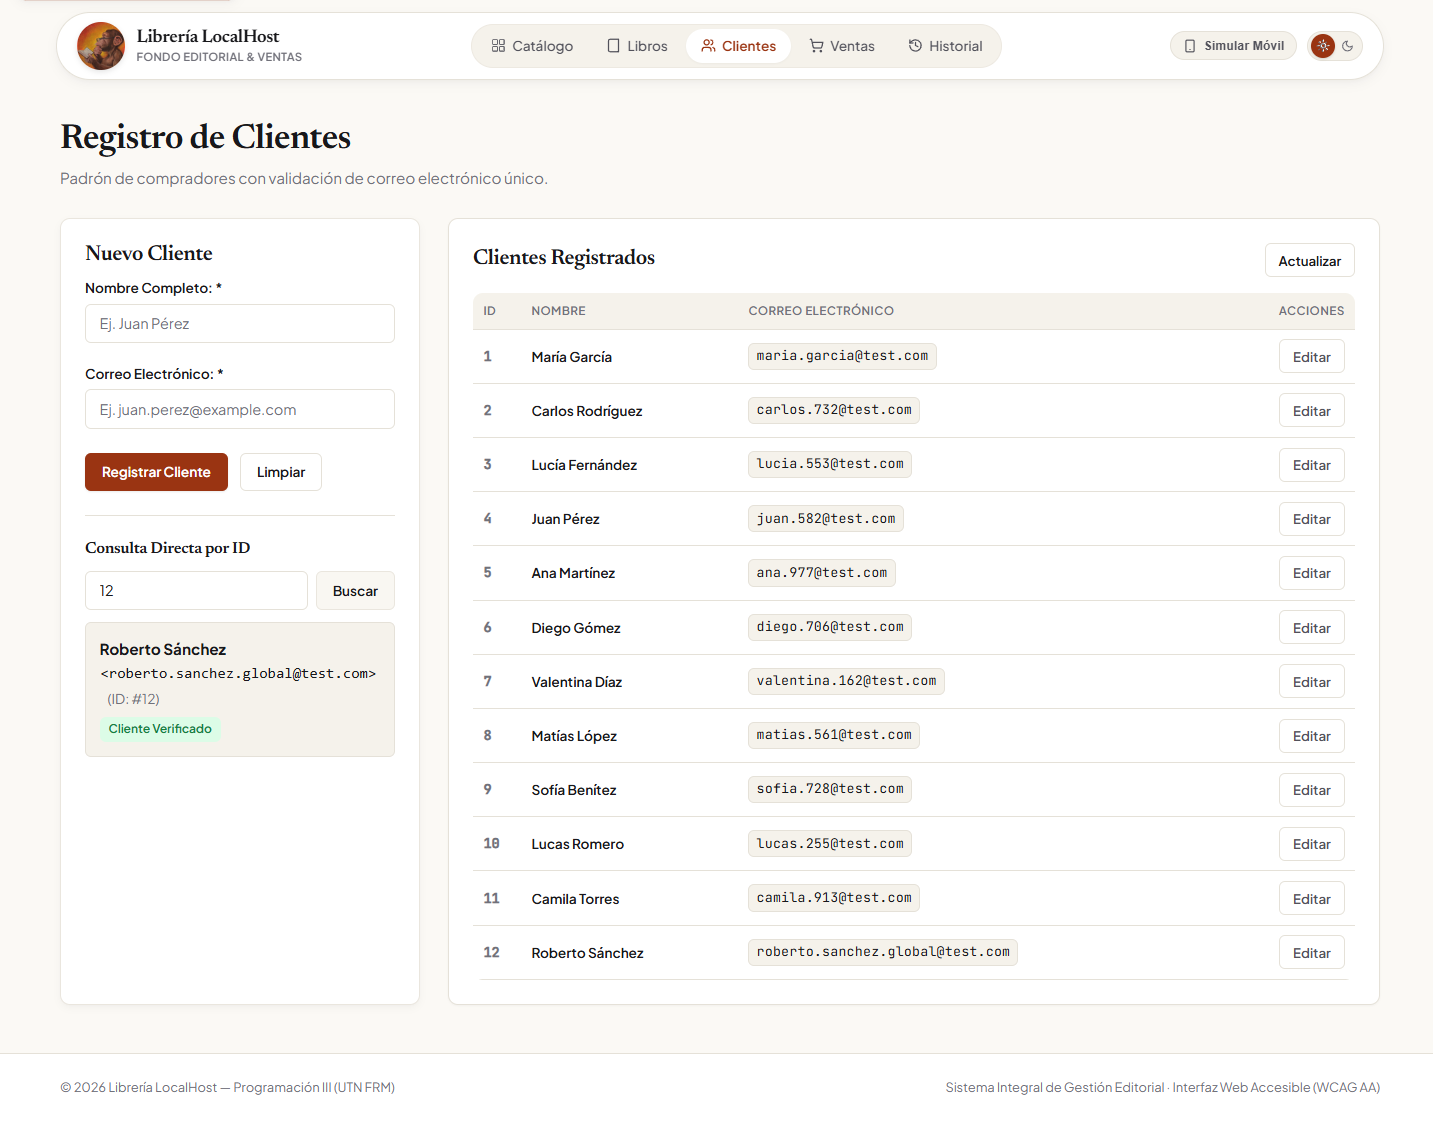 Librería LocalHost
FONDO EDITORIAL & VENTAS
Catálogo
Libros
Clientes
Ventas
Historial
Simular Móvil
Registro de Clientes
Padrón de compradores con validación de correo electrónico único.
Nuevo Cliente
Nombre Completo: *
Ej. Juan Pérez
Correo Electrónico: *
Ej. juan.perez@example.com
Registrar Cliente
Limpiar
Consulta Directa por ID
12
Buscar
Roberto Sánchez
<roberto.sanchez.global@test.com>
(ID: #12)
Cliente Verificado
Clientes Registrados
Actualizar
ID NOMBRE CORREO ELECTRÓNICO ACCIONES
1 María García maria.garcia@test.com Editar
2 Carlos Rodríguez carlos.732@test.com Editar
3 Lucía Fernández lucia.553@test.com Editar
4 Juan Pérez juan.582@test.com Editar
5 Ana Martínez ana.977@test.com Editar
6 Diego Gómez diego.706@test.com Editar
7 Valentina Díaz valentina.162@test.com Editar
8 Matías López matias.561@test.com Editar
9 Sofía Benítez sofia.728@test.com Editar
10 Lucas Romero lucas.255@test.com Editar
11 Camila Torres camila.913@test.com Editar
12 Roberto Sánchez roberto.sanchez.global@test.com Editar
© 2026 Librería LocalHost — Programación III (UTN FRM)
Sistema Integral de Gestión Editorial · Interfaz Web Accesible (WCAG AA)